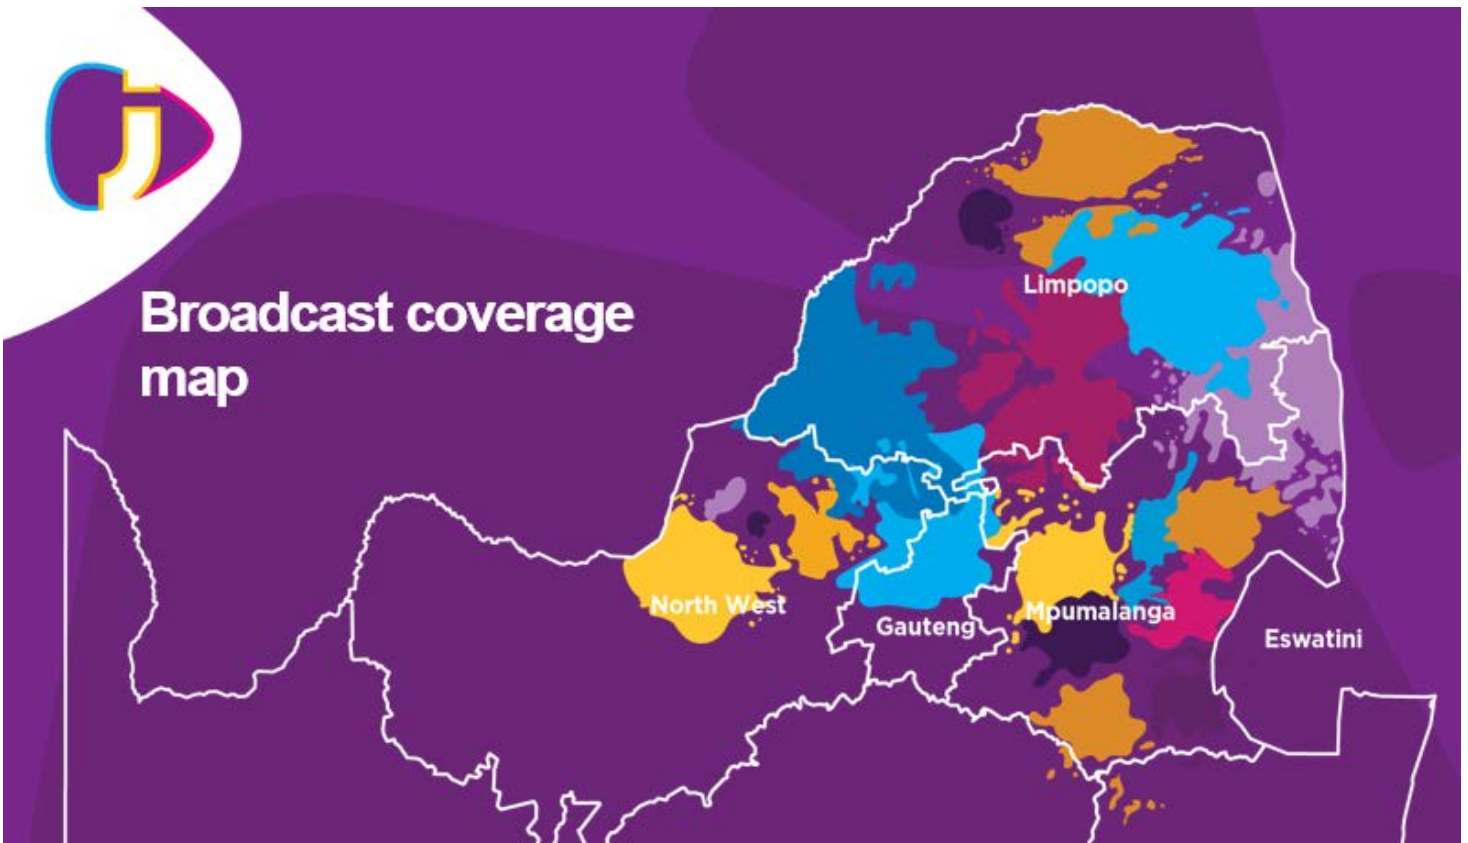 Broadcast coverage
map
Limpopo
North West
Gauteng
Mpumalanga
Eswatini